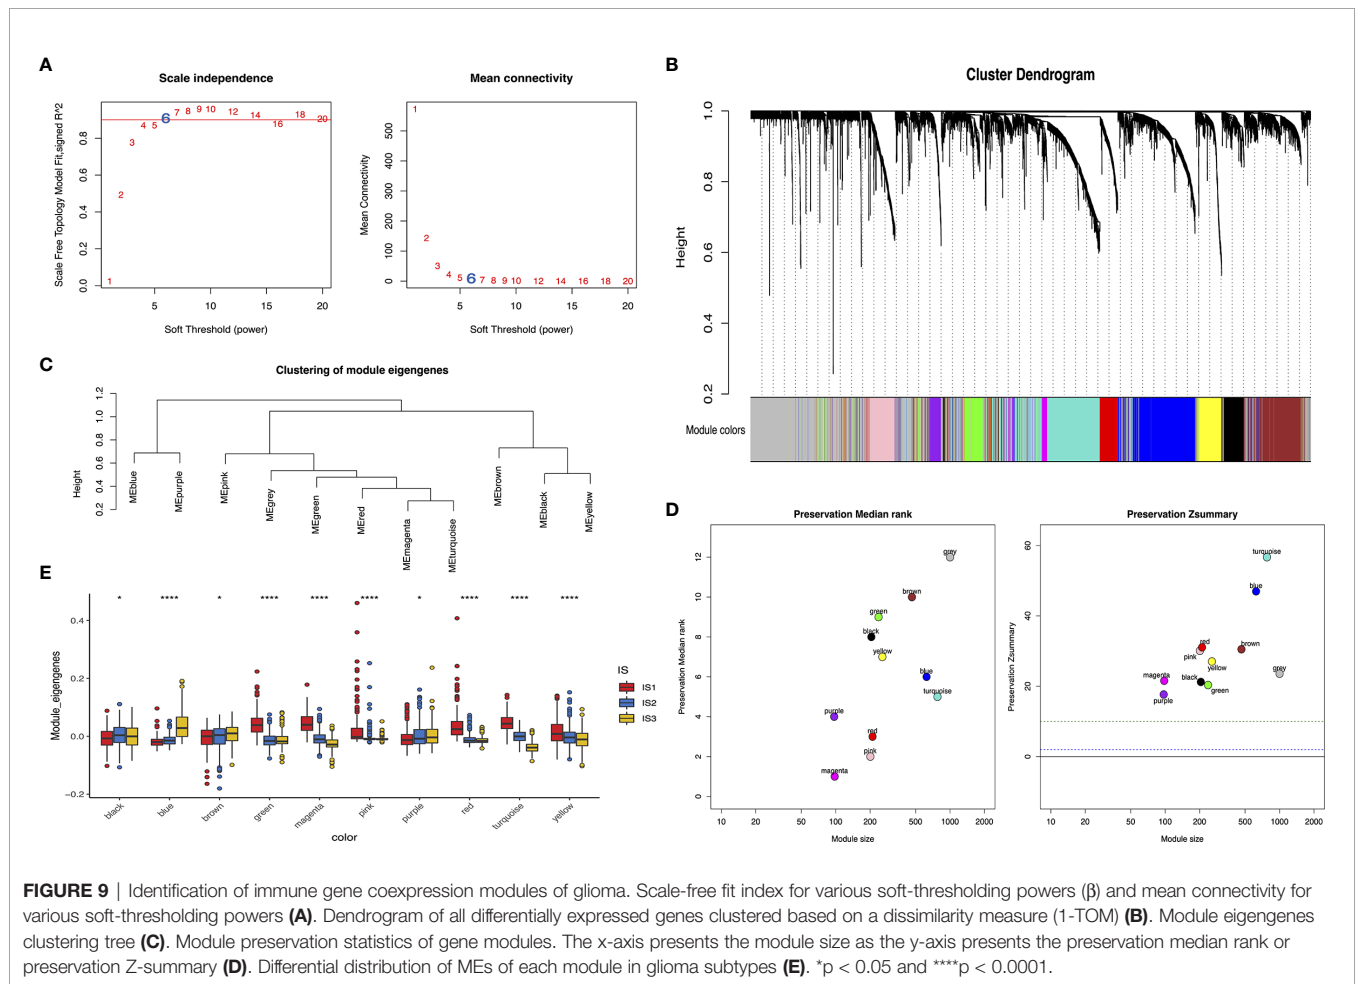 A
Scale independence
Scale Free Topology Model Fit,signed R^2
0.0 0.2 0.4 0.6 0.8
1 2 3 4 5 6 7 8 9 10 12 14 16 18 20
5 10 15 20
Soft Threshold (power)
Mean connectivity
Mean Connectivity
0 100 200 300 400 500
1 2 3 4 5 6 7 8 9 10 12 14 16 18 20
5 10 15 20
Soft Threshold (power)
B
Cluster Dendrogram
Height
1.0
0.8
0.6
0.4
0.2
Module colors
C
Clustering of module eigengenes
Height
0.2 0.4 0.6 0.8 1.0 1.2
MEblue
MEpurple
MEpink
MEgrey
MEgreen
MEred
MEmagenta
MEturquoise
MEbrown
MEblack
MEyellow
D
Preservation Median rank
Preservation Median rank
0 2 4 6 8 10 12
grey
brown
green
black
yellow
blue
turquoise
purple
red
pink
magenta
10 20 50 100 200 500 1000 2000
Module size
Preservation Zsummary
Preservation Zsummary
0 20 40 60
turquoise
blue
red
brown
pink
yellow
grey
magenta
black
green
purple
10 20 50 100 200 500 1000 2000
Module size
E
* **** * **** **** **** * **** **** ****
Module_eigengenes
0.4
0.2
0.0
−0.2
black blue brown green magenta pink purple red turquoise yellow
color
IS
IS1
IS2
IS3
FIGURE 9 | Identification of immune gene coexpression modules of glioma. Scale-free fit index for various soft-thresholding powers (β) and mean connectivity for
various soft-thresholding powers (A). Dendrogram of all differentially expressed genes clustered based on a dissimilarity measure (1-TOM) (B). Module eigengenes
clustering tree (C). Module preservation statistics of gene modules. The x-axis presents the module size as the y-axis presents the preservation median rank or
preservation Z-summary (D). Differential distribution of MEs of each module in glioma subtypes (E). *p < 0.05 and ****p < 0.0001.